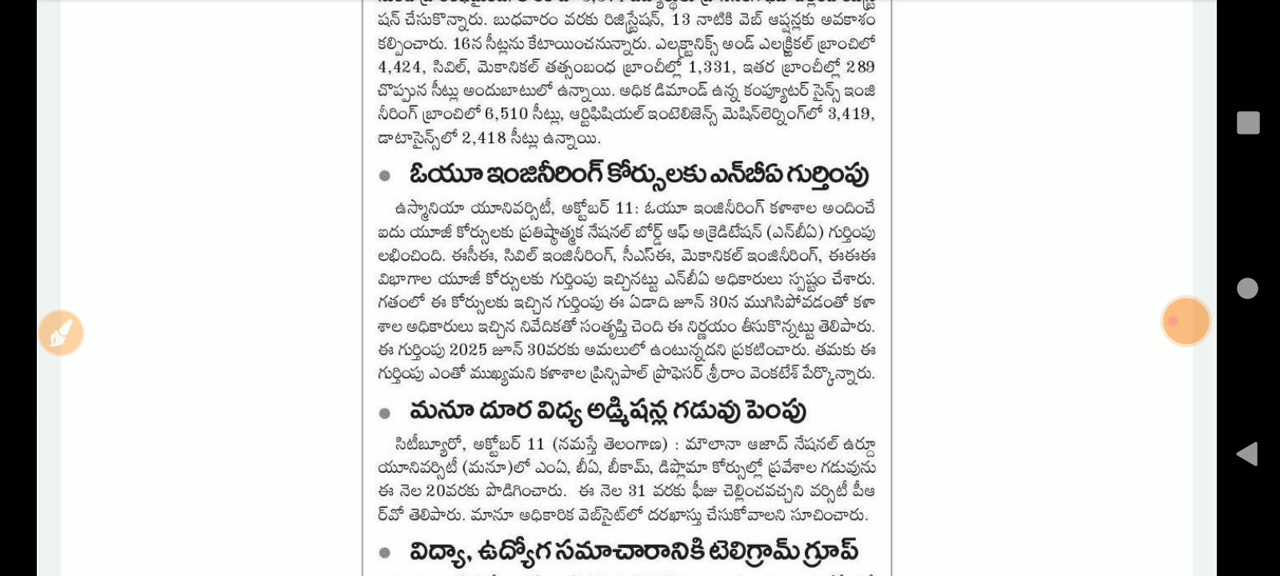 షన్ చేసుకొన్నారు. బుధవారం వరకు రిజిస్ట్రేషన్, 13 నాటికి వెబ్ ఆప్షన్లకు అవకాశం
కల్పించారు. 16న సీట్లను కేటాయించనున్నారు. ఎలక్ట్రానిక్స్ అండ్ ఎలక్ట్రికల్ బ్రాంచిలో
4,424, సివిల్, మెకానికల్ తత్సంబంధ బ్రాంచీల్లో 1,331, ఇతర బ్రాంచీల్లో 289
చొప్పున సీట్లు అందుబాటులో ఉన్నాయి. అధిక డిమాండ్ ఉన్న కంప్యూటర్ సైన్స్ ఇంజి
నీరింగ్ బ్రాంచిలో 6,510 సీట్లు, ఆర్టిఫిషియల్ ఇంటెలిజెన్స్ మెషిన్‌లెర్నింగ్‌లో 3,419,
డాటాసైన్స్‌లో 2,418 సీట్లు ఉన్నాయి.
● ఓయూ ఇంజినీరింగ్ కోర్సులకు ఎన్‌బీఏ గుర్తింపు
ఉస్మానియా యూనివర్సిటీ, అక్టోబర్ 11: ఓయూ ఇంజినీరింగ్ కళాశాల అందించే
ఐదు యూజీ కోర్సులకు ప్రతిష్ఠాత్మక నేషనల్ బోర్డ్ ఆఫ్ అక్రెడిటేషన్ (ఎన్‌బీఏ) గుర్తింపు
లభించింది. ఈసీఈ, సివిల్ ఇంజినీరింగ్, సీఎస్ఈ, మెకానికల్ ఇంజినీరింగ్, ఈఈఈ
విభాగాల యూజీ కోర్సులకు గుర్తింపు ఇచ్చినట్టు ఎన్‌బీఏ అధికారులు స్పష్టం చేశారు.
గతంలో ఈ కోర్సులకు ఇచ్చిన గుర్తింపు ఈ ఏడాది జూన్ 30న ముగిసిపోవడంతో కళా
శాల అధికారులు ఇచ్చిన నివేదికతో సంతృప్తి చెంది ఈ నిర్ణయం తీసుకొన్నట్టు తెలిపారు.
ఈ గుర్తింపు 2025 జూన్ 30వరకు అమలులో ఉంటున్నదని ప్రకటించారు. తమకు ఈ
గుర్తింపు ఎంతో ముఖ్యమని కళాశాల ప్రిన్సిపాల్ ప్రొఫెసర్ శ్రీరాం వెంకటేశ్ పేర్కొన్నారు.
● మనూ దూర విద్య అడ్మిషన్ల గడువు పెంపు
సిటీబ్యూరో, అక్టోబర్ 11 (నమస్తే తెలంగాణ) : మౌలానా ఆజాద్ నేషనల్ ఉర్దూ
యూనివర్సిటీ (మనూ)లో ఎంఏ, బీఏ, బీకామ్, డిప్లొమా కోర్సుల్లో ప్రవేశాల గడువును
ఈ నెల 20వరకు పొడిగించారు. ఈ నెల 31 వరకు ఫీజు చెల్లించవచ్చని వర్సిటీ పీఆ
ర్‌వో తెలిపారు. మానూ అధికారిక వెబ్‌సైట్‌లో దరఖాస్తు చేసుకోవాలని సూచించారు.
● విద్యా, ఉద్యోగ సమాచారానికి టెలిగ్రామ్ గ్రూప్